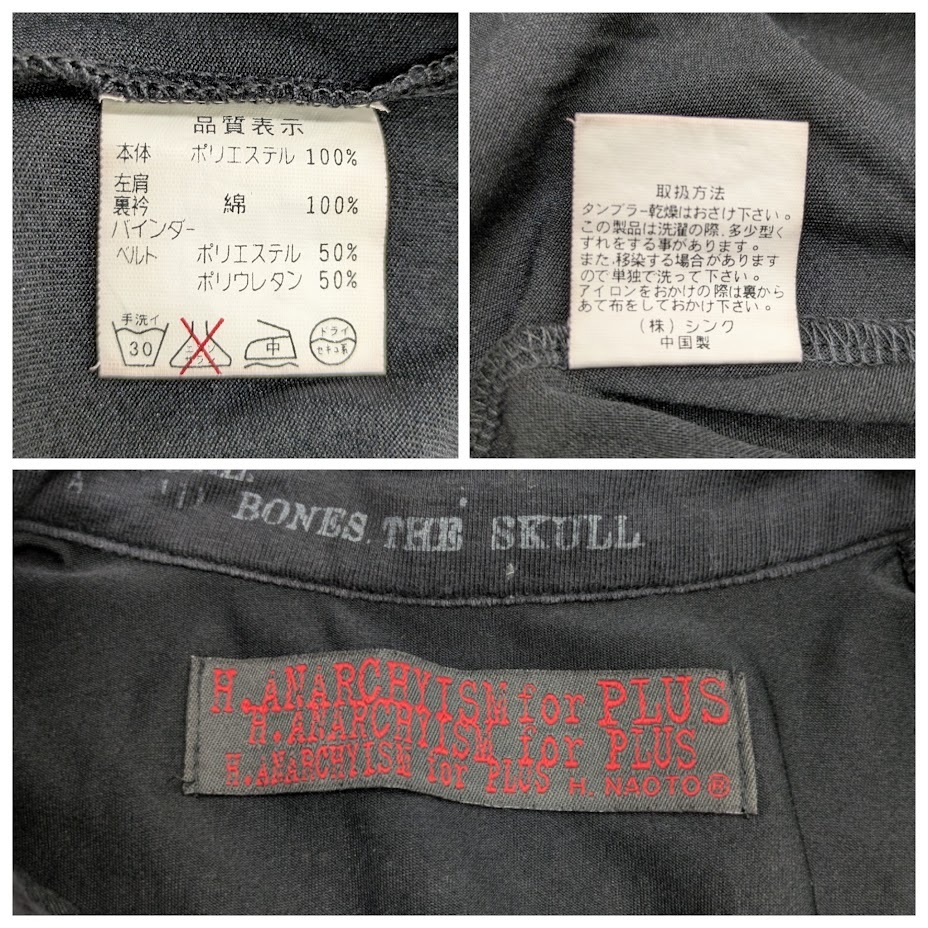 品質表示
本体 ポリエステル 100%
左肩
裏衿 綿 100%
バインダー
ベルト ポリエステル 50%
ポリウレタン 50%
手洗イ
30
中
ドライ
セキユ系
取扱方法
タンブラー乾燥はおさけ下さい。
この製品は洗濯の際、多少型く
ずれをする事があります。
また、移染する場合があります
ので単独で洗って下さい。
アイロンをおかけの際は裏から
あて布をしておかけ下さい。
(株) シンク
中国製
BONES. THE SKULL
H.ANARCHYISM for PLUS
H.ANARCHYISM for PLUS
H.ANARCHYISM for PLUS H. NAOTO